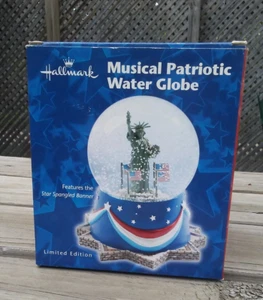 Hallmark
Musical Patriotic
Water Globe
Features the
Star Spangled Banner
Limited Edition